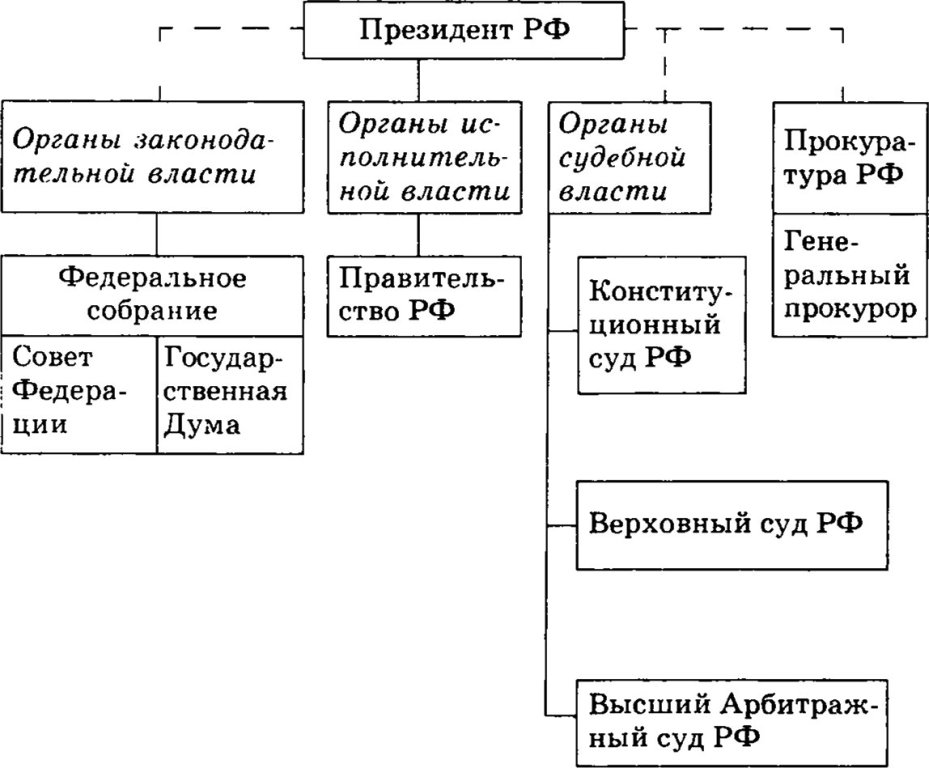 Президент РФ
Органы законода-
тельной власти
Органы ис-
полнитель-
ной власти
Органы
судебной
власти
Прокура-
тура РФ
Федеральное
собрание
Совет
Федера-
ции
Государ-
ственная
Дума
Правитель-
ство РФ
Гене-
ральный
прокурор
Конститу-
ционный
суд РФ
Верховный суд РФ
Высший Арбитраж-
ный суд РФ